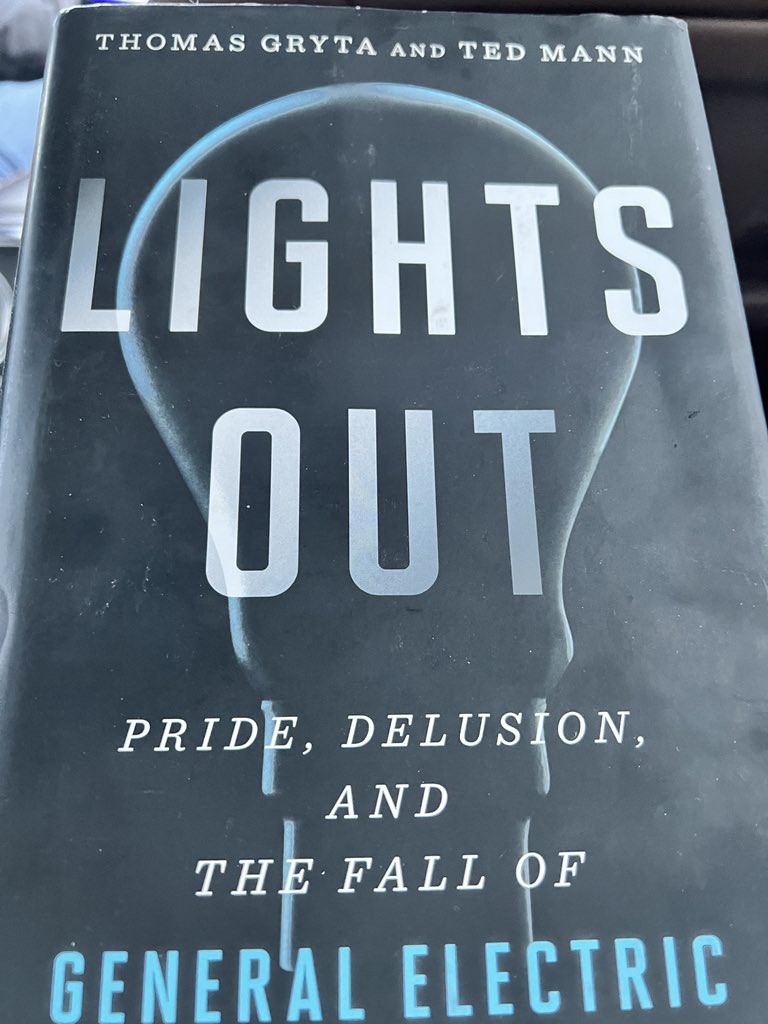 THOMAS GRYTA AND TED MANN
LIGHTS
OUT
PRIDE, DELUSION,
AND
THE FALL OF
GENERAL ELECTRIC